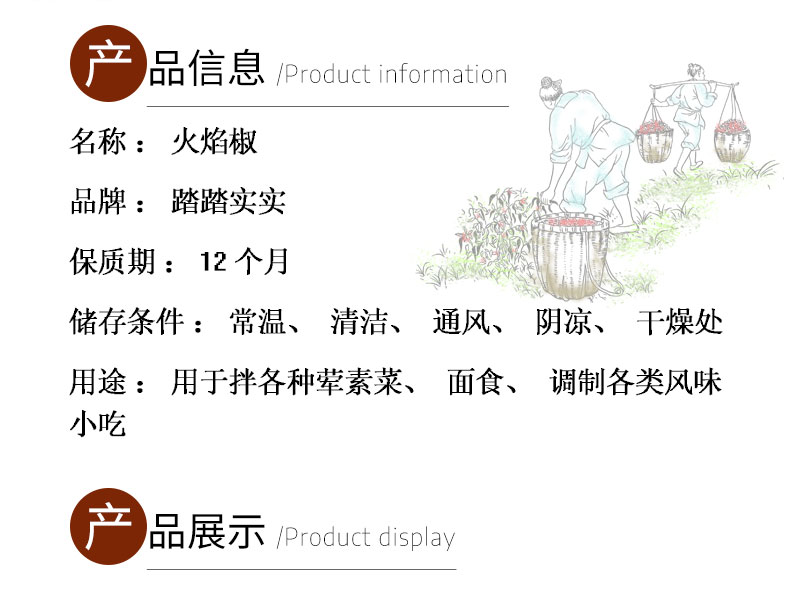 产品信息 /Product information
名称： 火焰椒
品牌： 踏踏实实
保质期： 12 个月
储存条件： 常温、 清洁、 通风、 阴凉、 干燥处
用途： 用于拌各种荤素菜、 面食、 调制各类风味
小吃
产品展示 /Product display